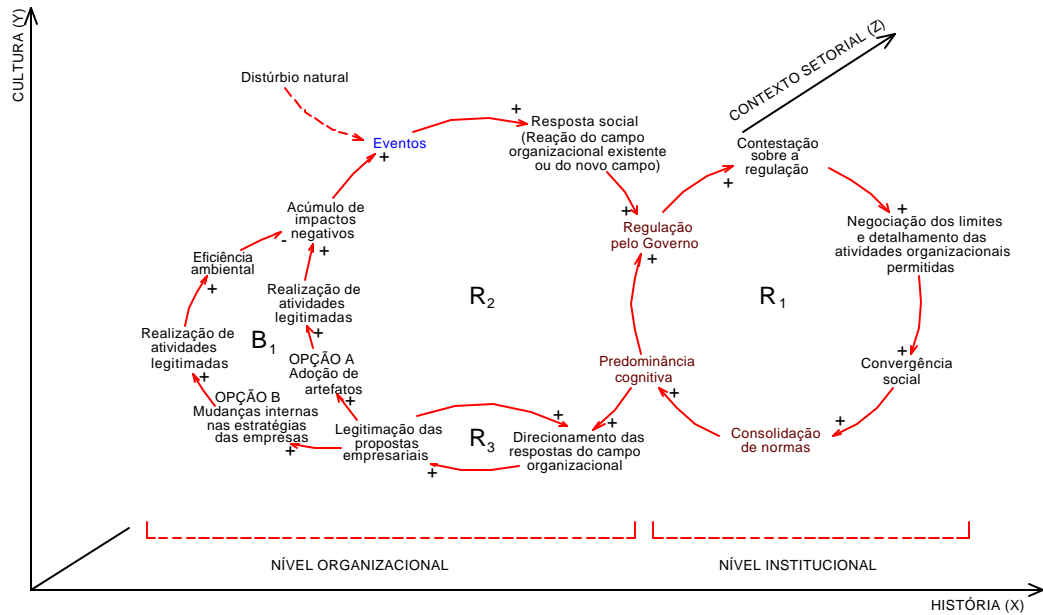 CULTURA (Y)
CONTEXTO SETORIAL (Z)
Distúrbio natural
Eventos
+
+
Resposta social
(Reação do campo
organizacional existente
ou do novo campo)
+
Regulação
pelo Governo
+
+
Contestação
sobre a
regulação
+
Negociação dos limites
e detalhamento das
atividades organizacionais
permitidas
+
Convergência
social
+
Consolidação
de normas
+
Predominância
cognitiva
R1
R2
Acúmulo de
impactos
negativos
-
+
Eficiência
ambiental
+
Realização de
atividades
legitimadas
+
Realização de
atividades
legitimadas
+
B1
OPÇÃO A
Adoção de
artefatos
+
OPÇÃO B
Mudanças internas
nas estratégias
das empresas
+
Legitimação das
propostas
empresariais
+
R3
+
+
Direcionamento das
respostas do campo
organizacional
NÍVEL ORGANIZACIONAL
NÍVEL INSTITUCIONAL
HISTÓRIA (X)